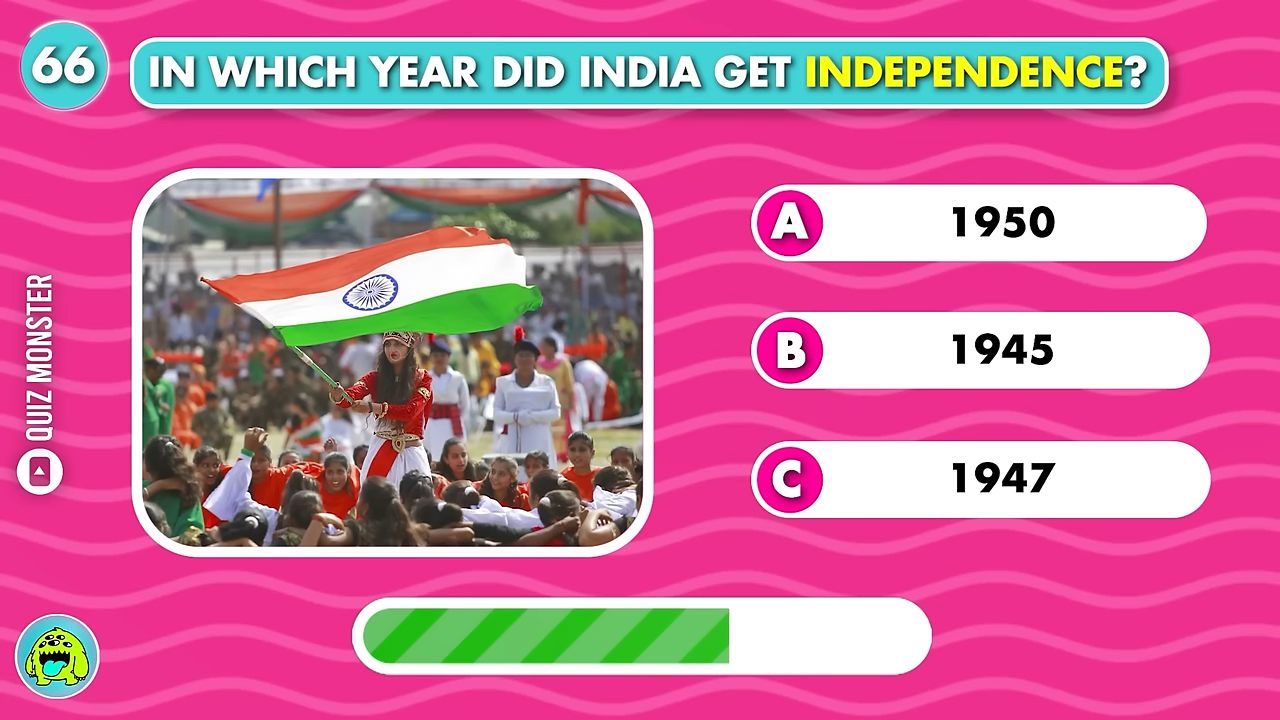 66
IN WHICH YEAR DID INDIA GET INDEPENDENCE?
A 1950
B 1945
C 1947
QUIZ MONSTER